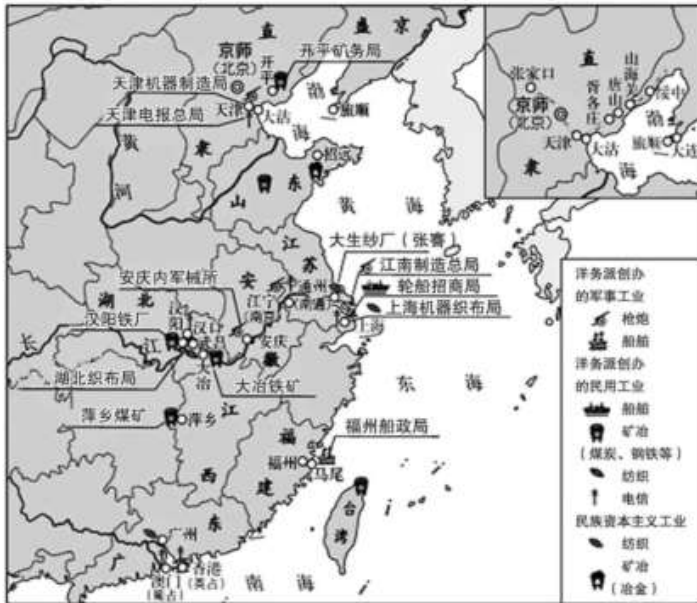 直
盛
京
京师
(北京)
开平
开平矿务局
天津机器制造局
天津
天津电报总局
大沽
旅顺
渤
海
黄
河
隶
招远
山
东
黄
海
江
苏
大生纱厂（张謇）
江南制造总局
轮船招商局
上海机器织布局
上海
安庆内军械所
安
徽
江宁
(南京)
通州
(南通)
湖
北
汉阳
汉阳铁厂
汉口
武昌
长
江
安庆
大冶
湖北织布局
大冶铁矿
东
海
萍乡煤矿
萍乡
江
西
福
建
福州船政局
福州
马尾
台
湾
广
东
广州
香港
(英占)
澳门
(葡占)
南
海
直
隶
张家口
京师
(北京)
天津
大沽
胥各庄
唐山
山海关
绥中
渤
海
旅顺
大连
洋务派创办
的军事工业
枪炮
船舶
洋务派创办
的民用工业
船舶
矿冶
（煤炭、钢铁等）
纺织
电信
民族资本主义工业
纺织
矿冶
(冶金)